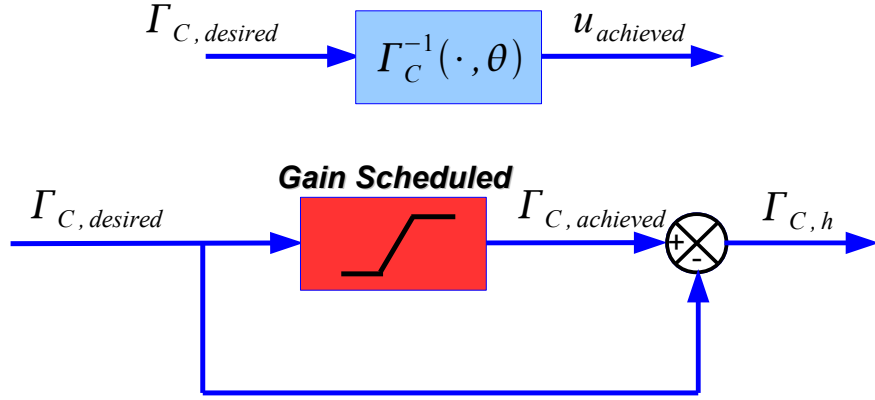 Γ_{C, desired}
Γ_C^{-1}(·, θ)
u_{achieved}
Gain Scheduled
Γ_{C, desired}
Γ_{C, achieved}
+
-
Γ_{C, h}